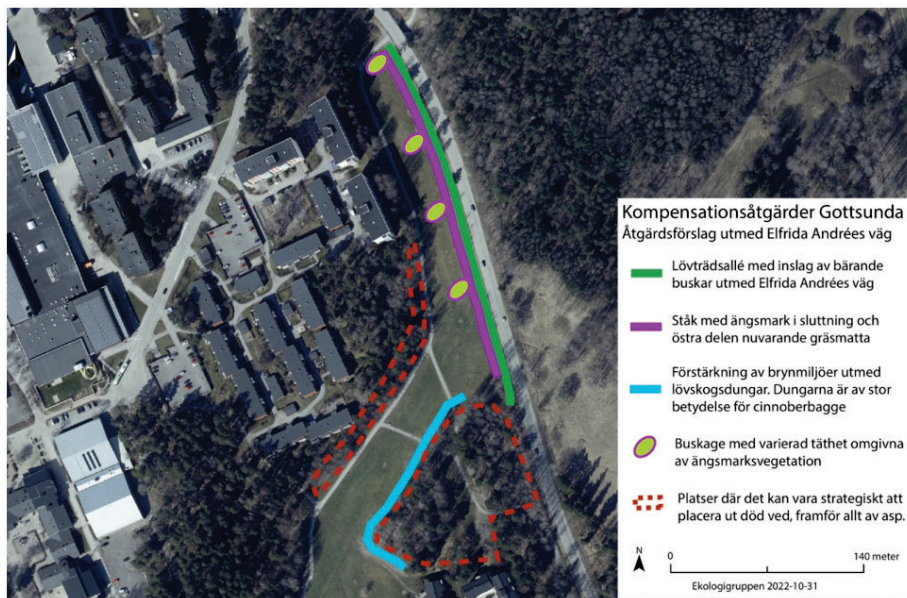 Kompensationsåtgärder Gottsunda
Åtgärdsförslag utmed Elfrida Andrées väg
Lövträdsallé med inslag av bärande
buskar utmed Elfrida Andrées väg
Stråk med ängsmark i sluttning och
östra delen nuvarande gräsmatta
Förstärkning av brynmiljöer utmed
lövskogsdungar. Dungarna är av stor
betydelse för cinnoberbagge
Buskage med varierad täthet omgivna
av ängsmarksvegetation
Platser där det kan vara strategiskt att
placera ut död ved, framför allt av asp.
N
0
140 meter
Ekologigruppen 2022-10-31